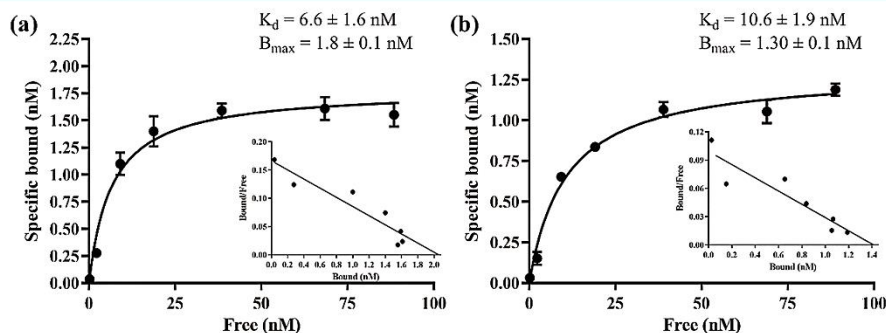 (a)
K_d = 6.6 ± 1.6 nM
B_max = 1.8 ± 0.1 nM
Specific bound (nM)
2.25
2.00
1.75
1.50
1.25
1.00
0.75
0.50
0.25
0.00
0 25 50 75 100
Free (nM)
Bound/Free
0.20
0.15
0.10
0.05
0.00
0.0 0.2 0.4 0.6 0.8 1.0 1.2 1.4 1.6 1.8 2.0
Bound (nM)
(b)
K_d = 10.6 ± 1.9 nM
B_max = 1.30 ± 0.1 nM
Specific bound (nM)
1.50
1.25
1.00
0.75
0.50
0.25
0.00
0 25 50 75 100
Free (nM)
Bound/Free
0.12
0.09
0.06
0.03
0.00
0.0 0.2 0.4 0.6 0.8 1.0 1.2 1.4
Bound (nM)